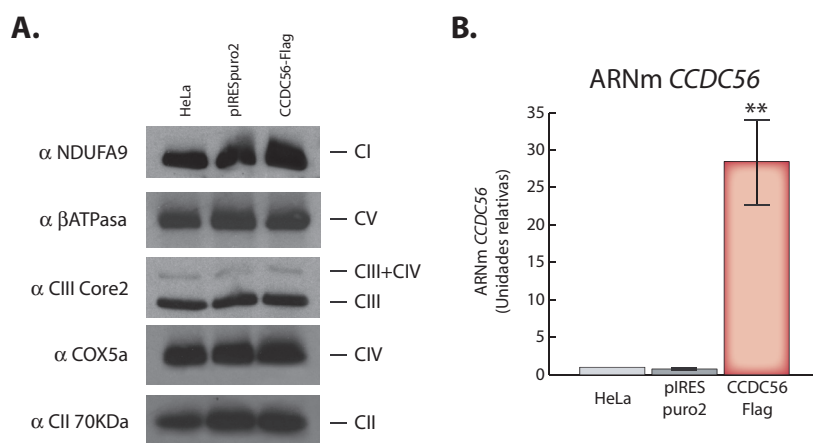 A.
HeLa
pIRESpuro2
CCDC56-Flag
α NDUFA9
CI
α βATPasa
CV
α CIII Core2
CIII+CIV
CIII
α COX5a
CIV
α CII 70KDa
CII
B.
ARNm CCDC56
ARNm CCDC56
(Unidades relativas)
35
30
25
20
15
10
5
0
**
HeLa
pIRES
puro2
CCDC56
Flag